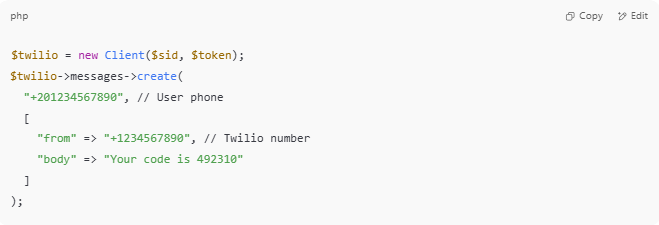 php
Copy
Edit
$twilio = new Client($sid, $token);
$twilio->messages->create(
"+201234567890", // User phone
[
"from" => "+1234567890", // Twilio number
"body" => "Your code is 492310"
]
);